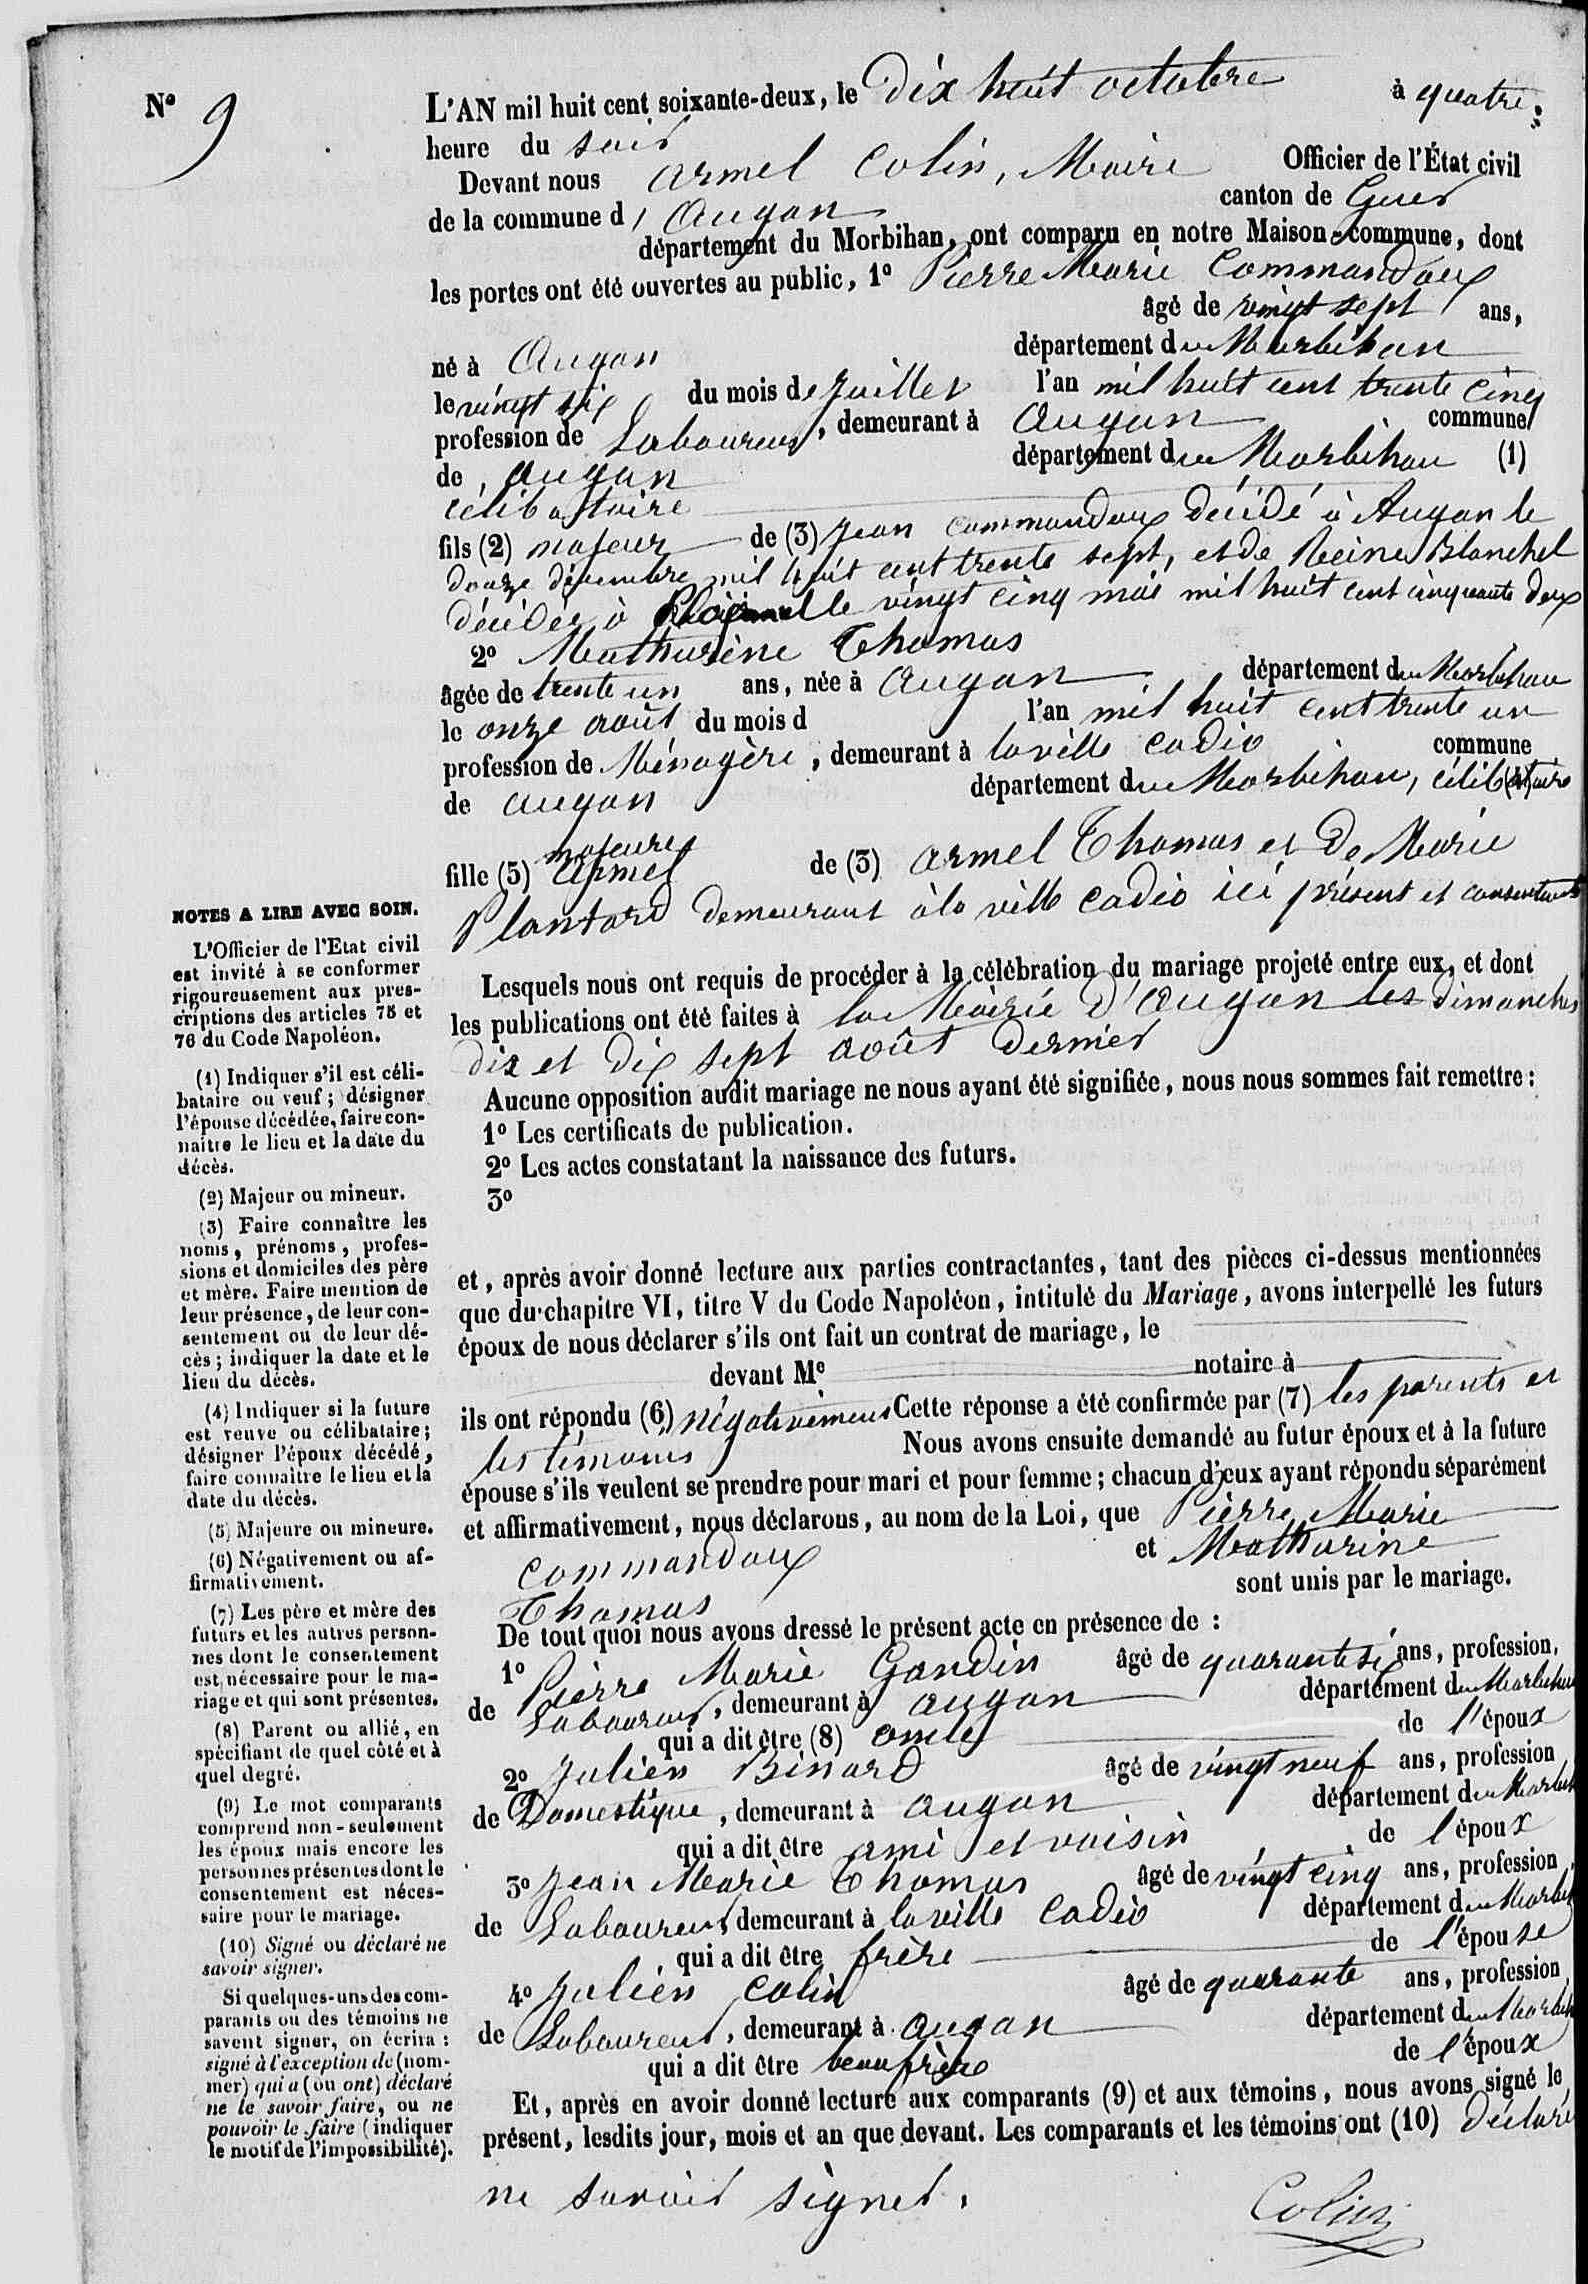 N° 9
L'AN mil huit cent soixante-deux, le Dix huit octobre à quatre
heure du soir
Devant nous Armel Colin, Maire Officier de l'État civil
de la commune d'Augan canton de Guer
département du Morbihan, ont comparu en notre Maison commune, dont
les portes ont été ouvertes au public, 1° Pierre Marie Commandoux
âgé de vingt sept ans,
né à Augan département du Morbihan
le vingt six du mois de Juillet l'an mil huit cent trente cinq
profession de Laboureur, demeurant à Augan commune
de Augan département du Morbihan (1)
célibataire
fils (2) majeur de (3) Jean Commandoux décédé à Augan le
douze décembre mil huit cent trente sept, et de Reine Blanchet
décédée à le vingt cinq mai mil huit cent cinquante deux
2° Mathurine Thomas
âgée de trente un ans, née à Augan département du Morbihan
le onze août du mois d l'an mil huit cent trente un
profession de Ménagère, demeurant à la ville cadio commune
de Augan département du Morbihan, célibataire (4)
majeure
fille (5) Armel de (3) Armel Thomas et De Marie
Plantard demeurant à la ville cadio ici présent et consentants
Lesquels nous ont requis de procéder à la célébration du mariage projeté entre eux, et dont
les publications ont été faites à la Mairie d'Augan les dimanches
dix et dix sept août dernier
Aucune opposition audit mariage ne nous ayant été signifiée, nous nous sommes fait remettre :
1° Les certificats de publication.
2° Les actes constatant la naissance des futurs.
3°
et, après avoir donné lecture aux parties contractantes, tant des pièces ci-dessus mentionnées
que du chapitre VI, titre V du Code Napoléon, intitulé du Mariage, avons interpellé les futurs
époux de nous déclarer s'ils ont fait un contrat de mariage, le
devant Me notaire à
ils ont répondu (6) négativement Cette réponse a été confirmée par (7) les parents et
les témoins Nous avons ensuite demandé au futur époux et à la future
épouse s'ils veulent se prendre pour mari et pour femme ; chacun d'eux ayant répondu séparément
et affirmativement, nous déclarons, au nom de la Loi, que Pierre Marie
Commandoux et Mathurine
Thomas sont unis par le mariage.
De tout quoi nous avons dressé le présent acte en présence de :
1° Pierre Marie Gandin âgé de quarante six ans, profession
de Laboureur, demeurant à Augan département du Morbihan
qui a dit être (8) oncle de l'époux
2° Julien Binard âgé de vingt neuf ans, profession
de Domestique, demeurant à Augan département du Morbih
qui a dit être ami et voisin de l'époux
3° Jean Marie Thomas âgé de vingt cinq ans, profession
de Laboureur demeurant à la ville Cadio département du Morbih
qui a dit être frère de l'épouse
4° Julien Colin âgé de quarante ans, profession
de Laboureur, demeurant à Augan département du Morbih
qui a dit être beaufrère de l'époux
Et, après en avoir donné lecture aux comparants (9) et aux témoins, nous avons signé le
présent, lesdits jour, mois et an que devant. Les comparants et les témoins ont (10) déclaré
ne savoir signer.
Colin
NOTES A LIRE AVEC SOIN.
L'Officier de l'Etat civil
est invité à se conformer
rigoureusement aux pres-
criptions des articles 75 et
76 du Code Napoléon.
(1) Indiquer s'il est céli-
bataire ou veuf ; désigner
l'épouse décédée, faire con-
naître le lieu et la date du
décès.
(2) Majeur ou mineur.
(3) Faire connaître les
noms, prénoms, profes-
sions et domiciles des père
et mère. Faire mention de
leur présence, de leur con-
sentement ou de leur dé-
cès ; indiquer la date et le
lieu du décès.
(4) Indiquer si la future
est veuve ou célibataire ;
désigner l'époux décédé,
faire connaître le lieu et la
date du décès.
(5) Majeure ou mineure.
(6) Négativement ou af-
firmativement.
(7) Les père et mère des
futurs et les autres person-
nes dont le consentement
est nécessaire pour le ma-
riage et qui sont présentes.
(8) Parent ou allié, en
spécifiant de quel côté et à
quel degré.
(9) Le mot comparants
comprend non-seulement
les époux mais encore les
personnes présentes dont le
consentement est néces-
saire pour le mariage.
(10) Signé ou déclaré ne
savoir signer.
Si quelques-uns des com-
parants ou des témoins ne
savent signer, on écrira :
signé à l'exception de (nom-
mer) qui a (ou ont) déclaré
ne le savoir faire, ou ne
pouvoir le faire (indiquer
le motif de l'impossibilité).